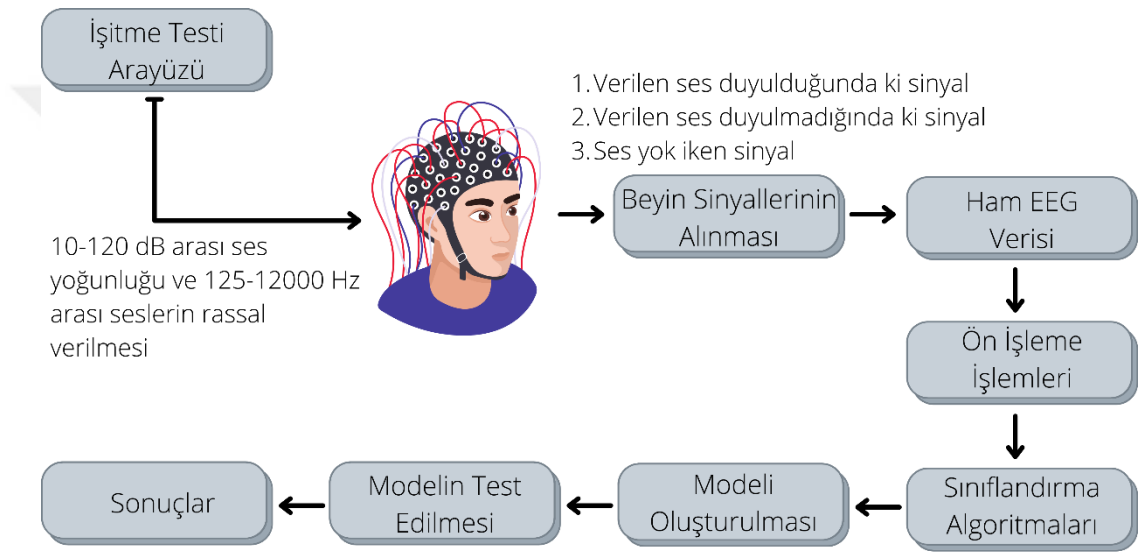 İşitme Testi
Arayüzü
10-120 dB arası ses
yoğunluğu ve 125-12000 Hz
arası seslerin rassal
verilmesi
1.Verilen ses duyulduğunda ki sinyal
2.Verilen ses duyulmadığında ki sinyal
3.Ses yok iken sinyal
Beyin Sinyallerinin
Alınması
Ham EEG
Verisi
Ön İşleme
İşlemleri
Sınıflandırma
Algoritmaları
Modeli
Oluşturulması
Modelin Test
Edilmesi
Sonuçlar